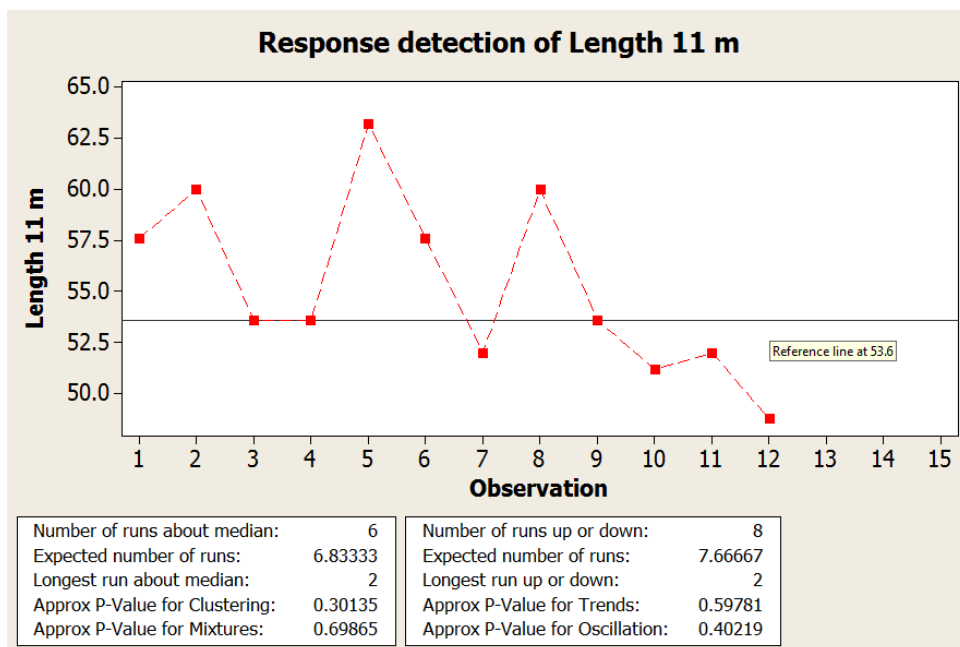 Response detection of Length 11 m
65.0
62.5
60.0
57.5
55.0
52.5
50.0
Length 11 m
Reference line at 53.6
1 2 3 4 5 6 7 8 9 10 11 12 13 14 15
Observation
Number of runs about median: 6
Expected number of runs: 6.83333
Longest run about median: 2
Approx P-Value for Clustering: 0.30135
Approx P-Value for Mixtures: 0.69865
Number of runs up or down: 8
Expected number of runs: 7.66667
Longest run up or down: 2
Approx P-Value for Trends: 0.59781
Approx P-Value for Oscillation: 0.40219